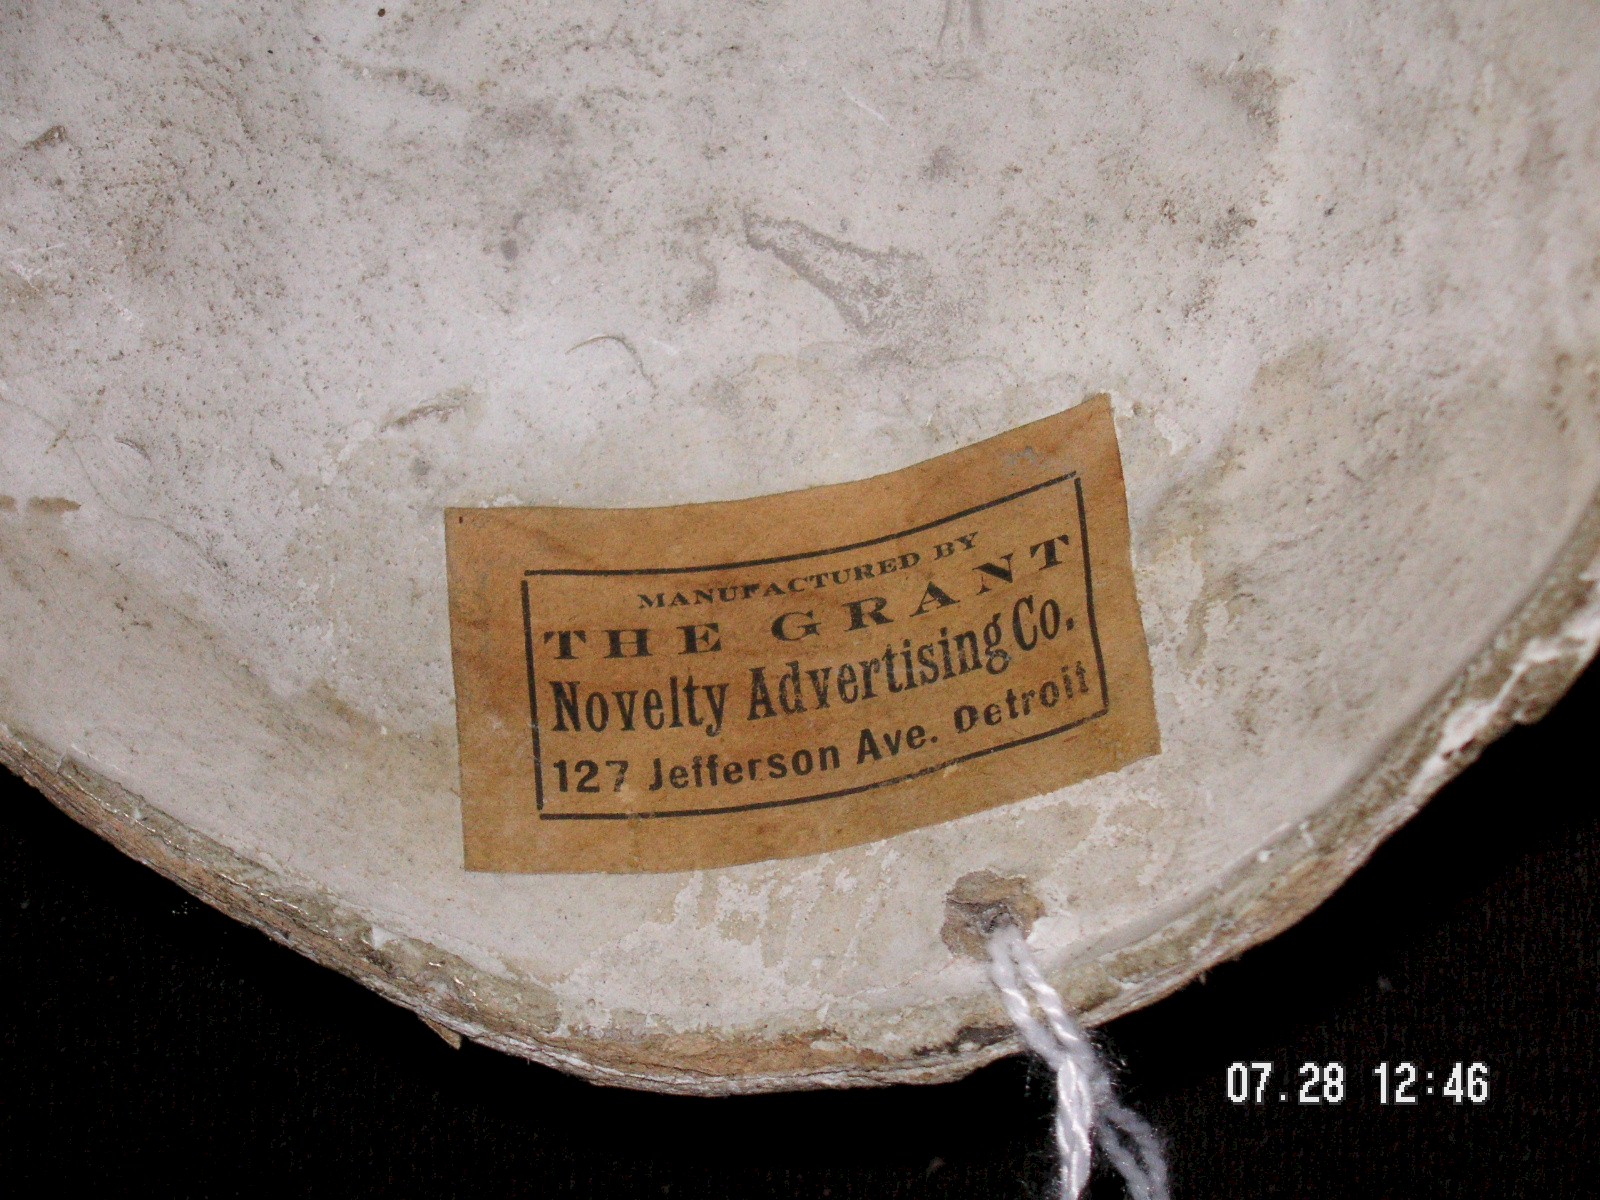 MANUFACTURED BY
THE GRANT
Novelty Advertising Co.
127 Jefferson Ave. Detroit
07.28 12:46